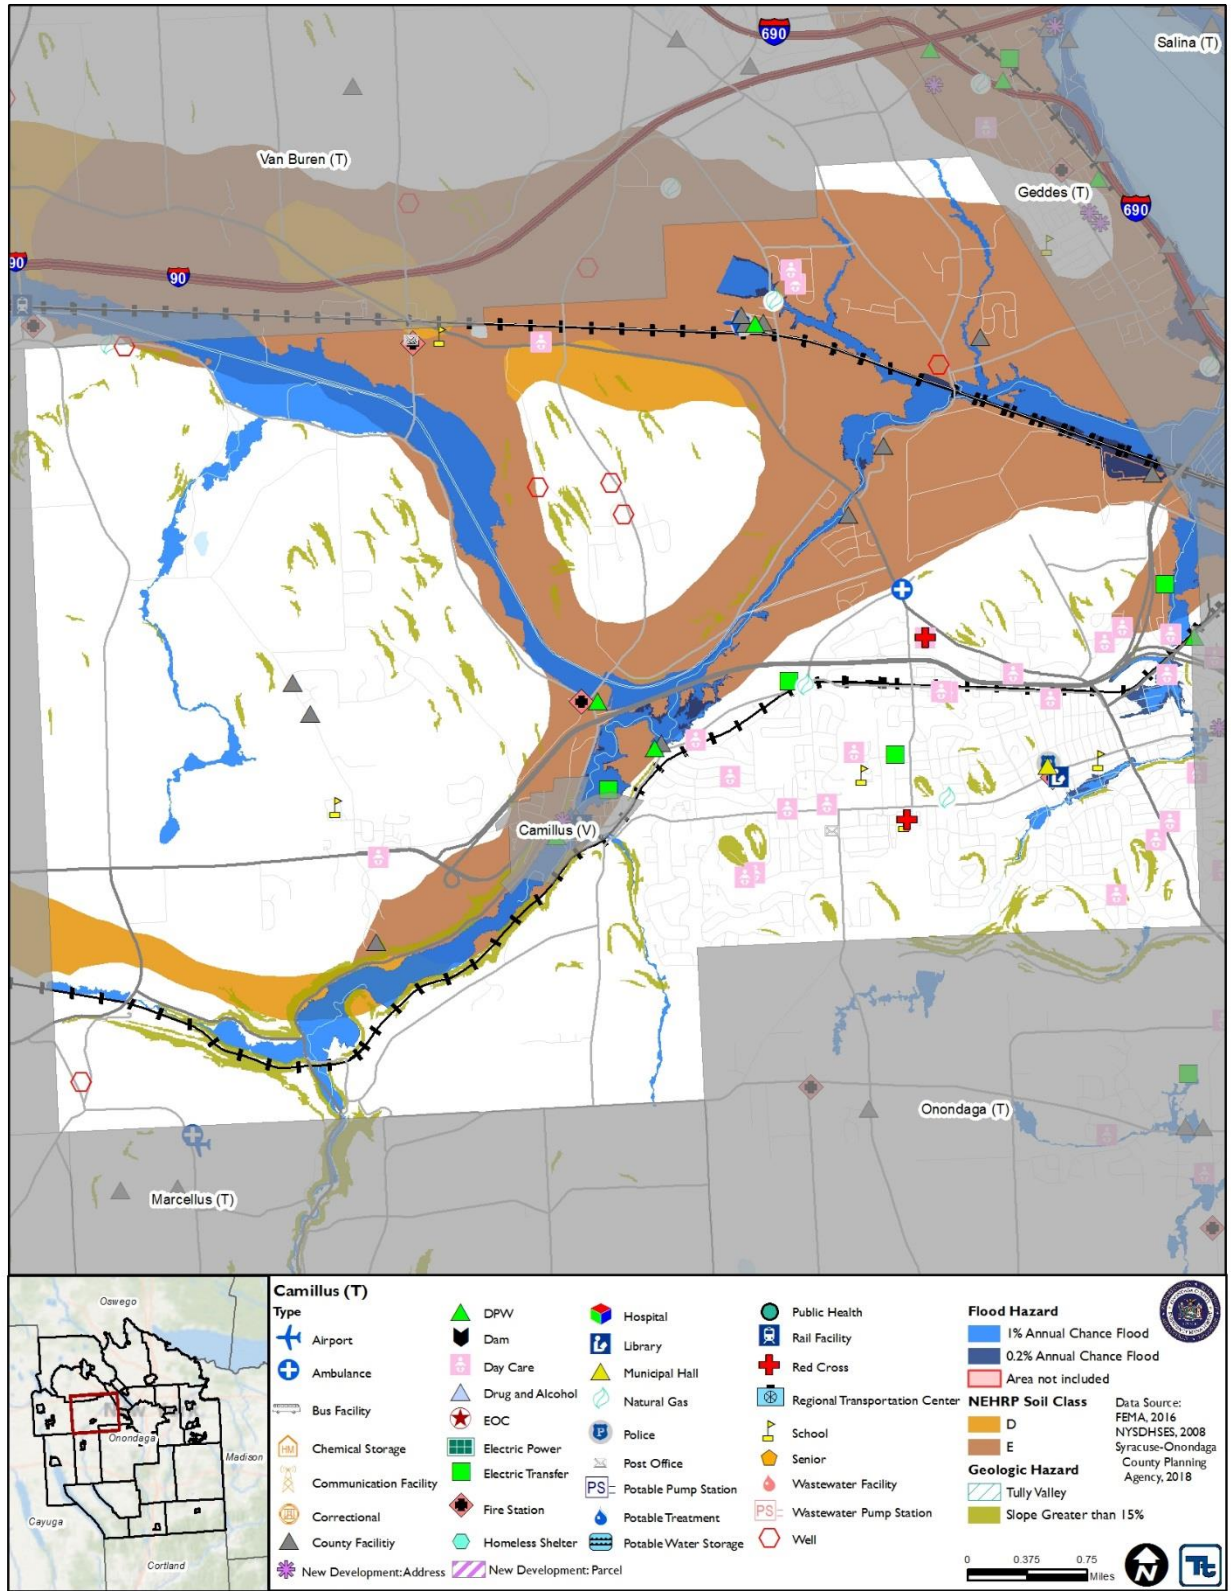 690
Salina (T)
Van Buren (T)
Geddes (T)
690
90
90
Camillus (V)
Onondaga (T)
Marcellus (T)
Oswego
Onondaga
Madison
Cayuga
Cortland
Camillus (T)
Type
Airport
Ambulance
Bus Facility
HM Chemical Storage
Communication Facility
Correctional
County Facilitiy
New Development: Address
DPW
Dam
Day Care
Drug and Alcohol
EOC
Electric Power
Electric Transfer
Fire Station
Homeless Shelter
New Development: Parcel
Hospital
Library
Municipal Hall
Natural Gas
P Police
Post Office
PS Potable Pump Station
Potable Treatment
Potable Water Storage
Public Health
Rail Facility
Red Cross
Regional Transportation Center
School
Senior
Wastewater Facility
PS Wastewater Pump Station
Well
Flood Hazard
1% Annual Chance Flood
0.2% Annual Chance Flood
Area not included
NEHRP Soil Class
D
E
Geologic Hazard
Tully Valley
Slope Greater than 15%
Data Source:
FEMA, 2016
NYSDHSES, 2008
Syracuse-Onondaga
County Planning
Agency, 2018
0 0.375 0.75
Miles
N
Tt